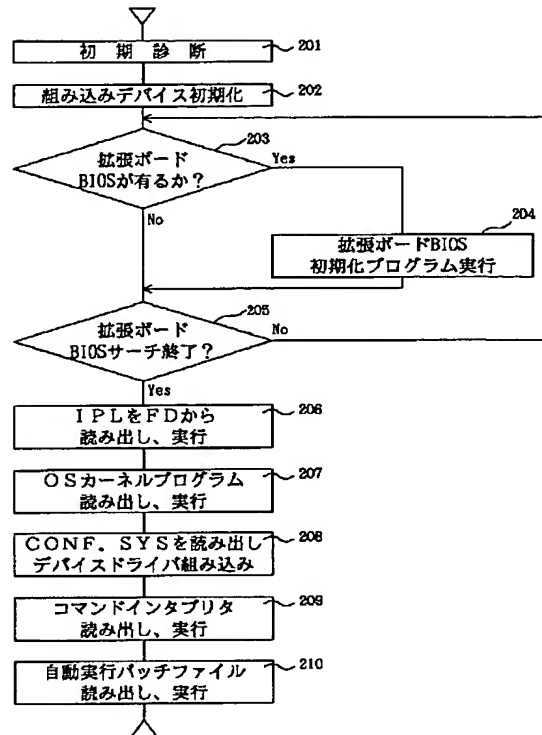 初期診断
201
組み込みデバイス初期化
202
拡張ボード
BIOSが有るか？
203
Yes
No
拡張ボードBIOS
初期化プログラム実行
204
拡張ボード
BIOSサーチ終了？
205
No
Yes
ＩＰＬをＦＤから
読み出し、実行
206
ＯＳカーネルプログラム
読み出し、実行
207
ＣＯＮＦ．ＳＹＳを読み出し
デバイスドライバ組み込み
208
コマンドインタプリタ
読み出し、実行
209
自動実行バッチファイル
読み出し、実行
210